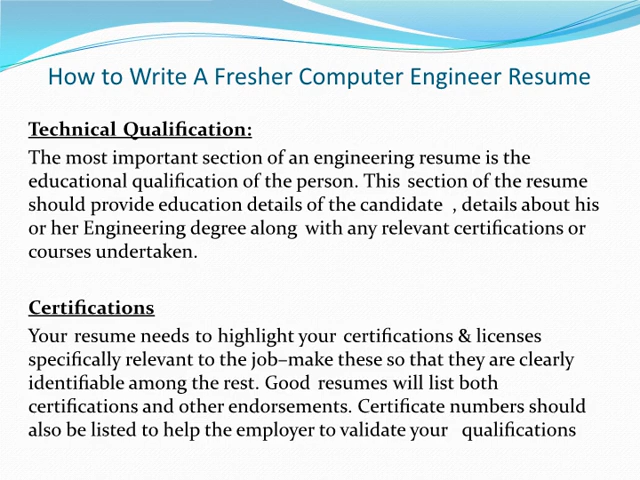 How to Write A Fresher Computer Engineer Resume
Technical Qualification:
The most important section of an engineering resume is the
educational qualification of the person. This section of the resume
should provide education details of the candidate , details about his
or her Engineering degree along with any relevant certifications or
courses undertaken.
Certifications
Your resume needs to highlight your certifications & licenses
specifically relevant to the job–make these so that they are clearly
identifiable among the rest. Good resumes will list both
certifications and other endorsements. Certificate numbers should
also be listed to help the employer to validate your qualifications